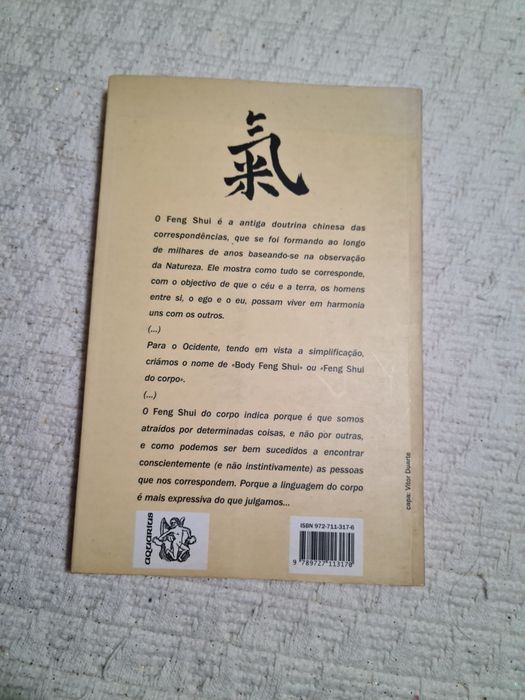 氣
O Feng Shui é a antiga doutrina chinesa das
correspondências, que se foi formando ao longo
de milhares de anos baseando-se na observação
da Natureza. Ele mostra como tudo se corresponde,
com o objectivo de que o céu e a terra, os homens
entre si, o ego e o eu, possam viver em harmonia
uns com os outros.
(...)
Para o Ocidente, tendo em vista a simplificação,
criámos o nome de «Body Feng Shui» ou «Feng Shui
do corpo».
(...)
O Feng Shui do corpo indica porque é que somos
atraídos por determinadas coisas, e não por outras,
e como podemos ser bem sucedidos a encontrar
conscientemente (e não instintivamente) as pessoas
que nos correspondem. Porque a linguagem do corpo
é mais expressiva do que julgamos...
capa: Vitor Duarte
aquarius
ISBN 972-711-317-6
9 789727 113170